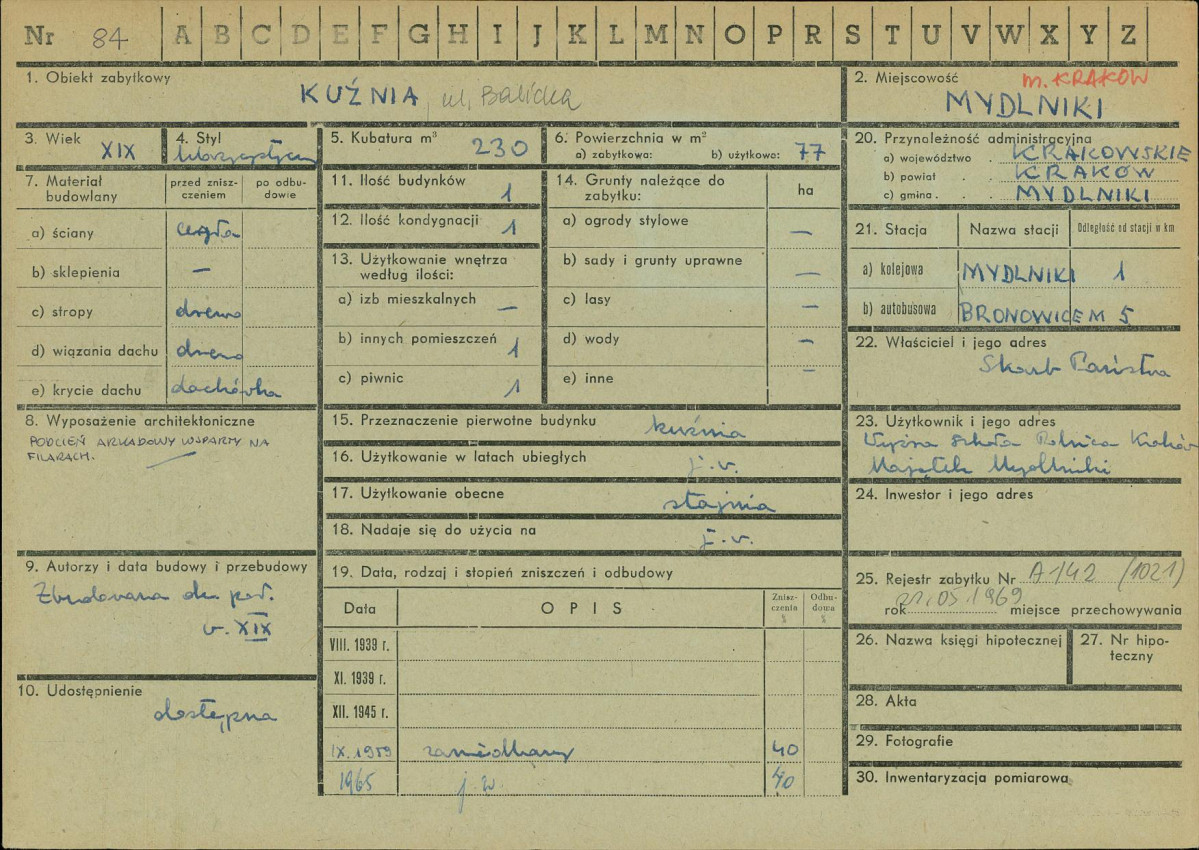 Nr 84 A B C D E F G H I J K L M N O P R S T U V W X Y Z
1. Obiekt zabytkowy
KUŹNIA, ul. Balicka
2. Miejscowość
m. KRAKÓW
MYDLNIKI
3. Wiek
XIX
4. Styl
5. Kubatura m³
230
6. Powierzchnia w m²
a) zabytkowa: b) użytkowa: 77
7. Materiał budowlany
przed zniszczeniem
po odbudowie
a) ściany cegła
b) sklepienia —
c) stropy drewno
d) wiązania dachu drewno
e) krycie dachu dachówka
8. Wyposażenie architektoniczne
PODCIEŃ ARKADOWY WSPARTY NA
FILARACH.
9. Autorzy i data budowy i przebudowy
Zbudowana
w. XIX
10. Udostępnienie
dostępna
11. Ilość budynków 1
12. Ilość kondygnacji 1
13. Użytkowanie wnętrza
według ilości:
a) izb mieszkalnych —
b) innych pomieszczeń 1
c) piwnic 1
14. Grunty należące do
zabytku:
ha
a) ogrody stylowe —
b) sady i grunty uprawne —
c) lasy —
d) wody —
e) inne —
15. Przeznaczenie pierwotne budynku kuźnia
16. Użytkowanie w latach ubiegłych j.w.
17. Użytkowanie obecne stajnia
18. Nadaje się do użycia na j.w.
19. Data, rodzaj i stopień zniszczeń i odbudowy
Data OPIS Zniszczenia % Odbudowa %
VIII. 1939 r.
XI. 1939 r.
XII. 1945 r.
IX. 1959 zaniedbany 40
1965 j.w. 40
20. Przynależność administracyjna
a) województwo . KRAKOWSKIE
b) powiat . . KRAKÓW
c) gmina . . . MYDLNIKI
21. Stacja Nazwa stacji Odległość od stacji w km
a) kolejowa MYDLNIKI 1
b) autobusowa BRONOWICE M 5
22. Właściciel i jego adres
Skarb Państwa
23. Użytkownik i jego adres
Wyższa Szkoła Rolnicza Kraków
Majątek Mydlniki
24. Inwestor i jego adres
25. Rejestr zabytku Nr A-142 (1021)
rok 21.05.1969 miejsce przechowywania
26. Nazwa księgi hipotecznej
27. Nr hipoteczny
28. Akta
29. Fotografie
30. Inwentaryzacja pomiarowa